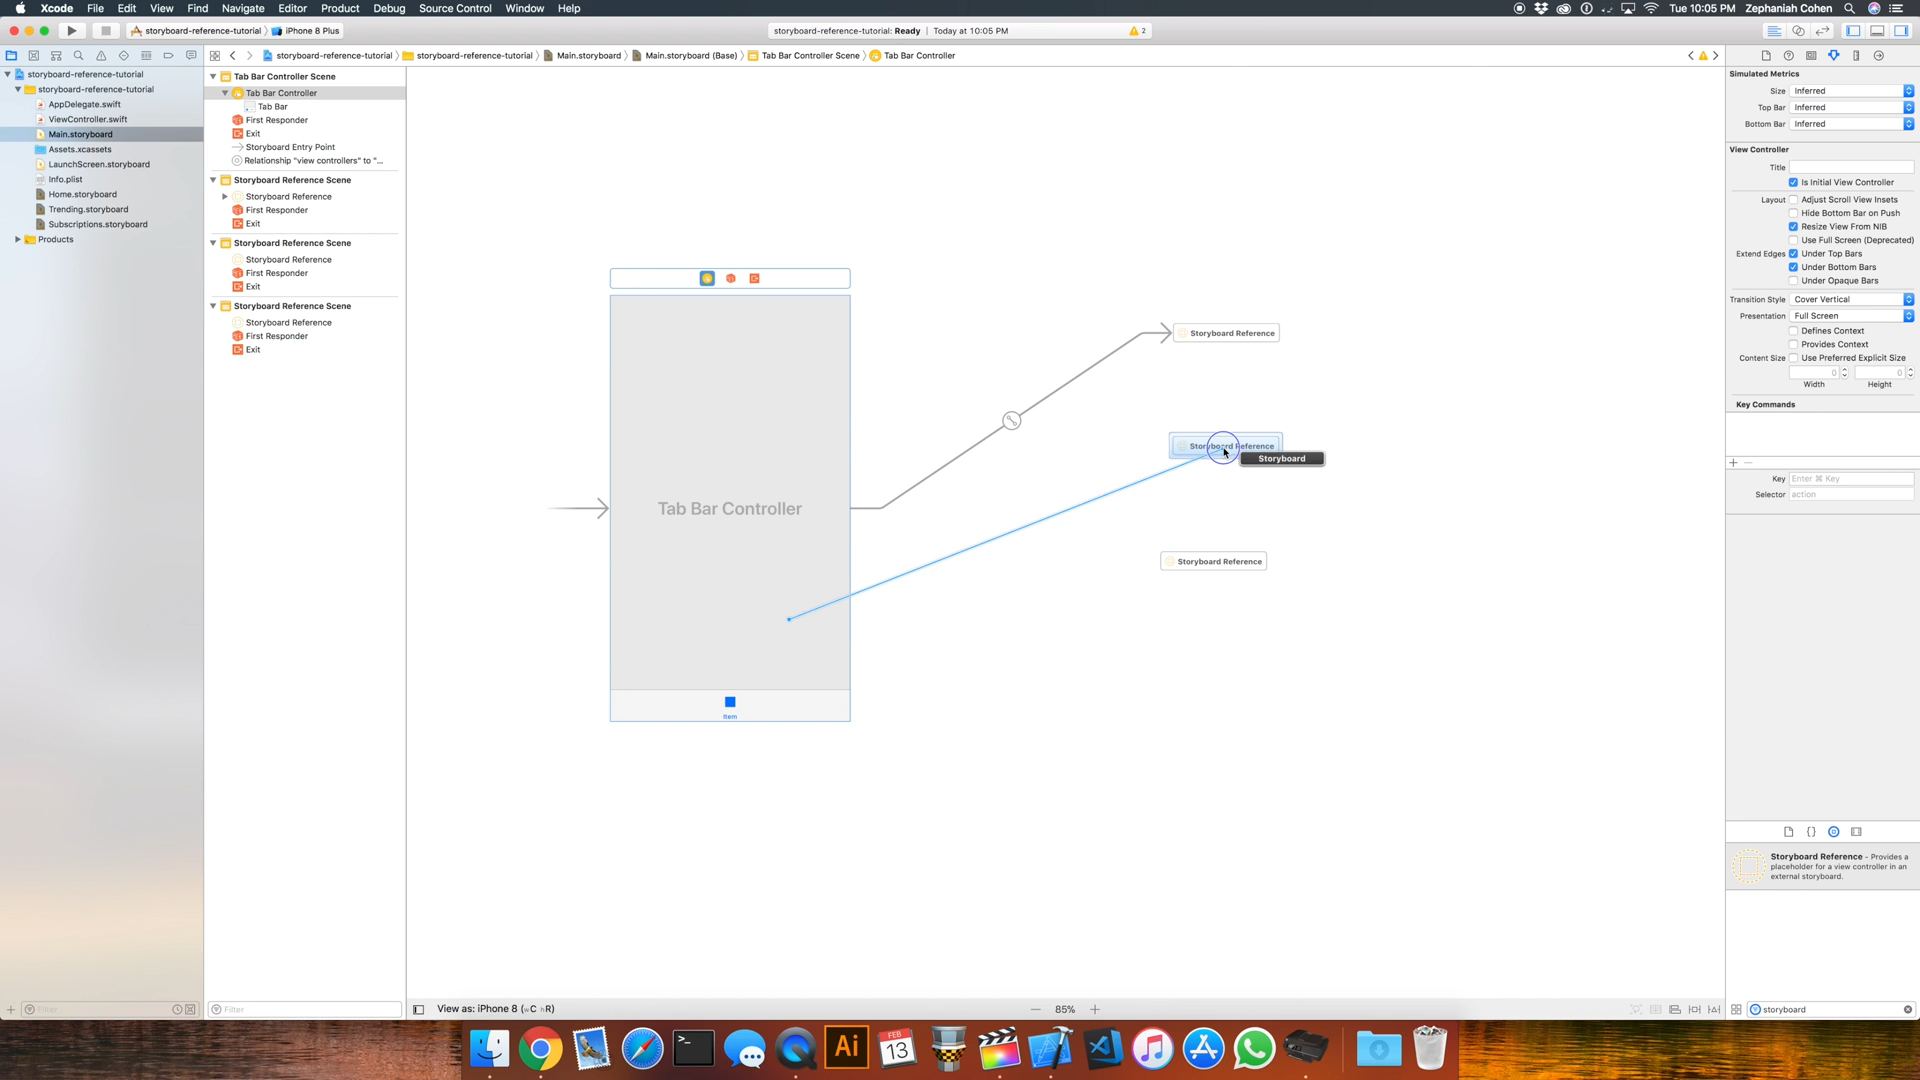 Xcode File Edit View Find Navigate Editor Product Debug Source Control Window Help
Tue 10:05 PM Zephaniah Cohen
storyboard-reference-tutorial iPhone 8 Plus
storyboard-reference-tutorial: Ready | Today at 10:05 PM
2
storyboard-reference-tutorial
storyboard-reference-tutorial
AppDelegate.swift
ViewController.swift
Main.storyboard
Assets.xcassets
LaunchScreen.storyboard
Info.plist
Home.storyboard
Trending.storyboard
Subscriptions.storyboard
Products
Filter
storyboard-reference-tutorial storyboard-reference-tutorial Main.storyboard Main.storyboard (Base) Tab Bar Controller Scene Tab Bar Controller
Tab Bar Controller Scene
Tab Bar Controller
Tab Bar
First Responder
Exit
Storyboard Entry Point
Relationship "view controllers" to "...
Storyboard Reference Scene
Storyboard Reference
First Responder
Exit
Storyboard Reference Scene
Storyboard Reference
First Responder
Exit
Storyboard Reference Scene
Storyboard Reference
First Responder
Exit
Filter
Tab Bar Controller
Item
Storyboard Reference
Storyboard Reference
Storyboard
Storyboard Reference
View as: iPhone 8 (wC hR)
85%
Simulated Metrics
Size Inferred
Top Bar Inferred
Bottom Bar Inferred
View Controller
Title
Is Initial View Controller
Layout Adjust Scroll View Insets
Hide Bottom Bar on Push
Resize View From NIB
Use Full Screen (Deprecated)
Extend Edges Under Top Bars
Under Bottom Bars
Under Opaque Bars
Transition Style Cover Vertical
Presentation Full Screen
Defines Context
Provides Context
Content Size Use Preferred Explicit Size
0 0
Width Height
Key Commands
Key Enter ⌘ Key
Selector action
Storyboard Reference - Provides a
placeholder for a view controller in an
external storyboard.
storyboard
Ai
FEB
13